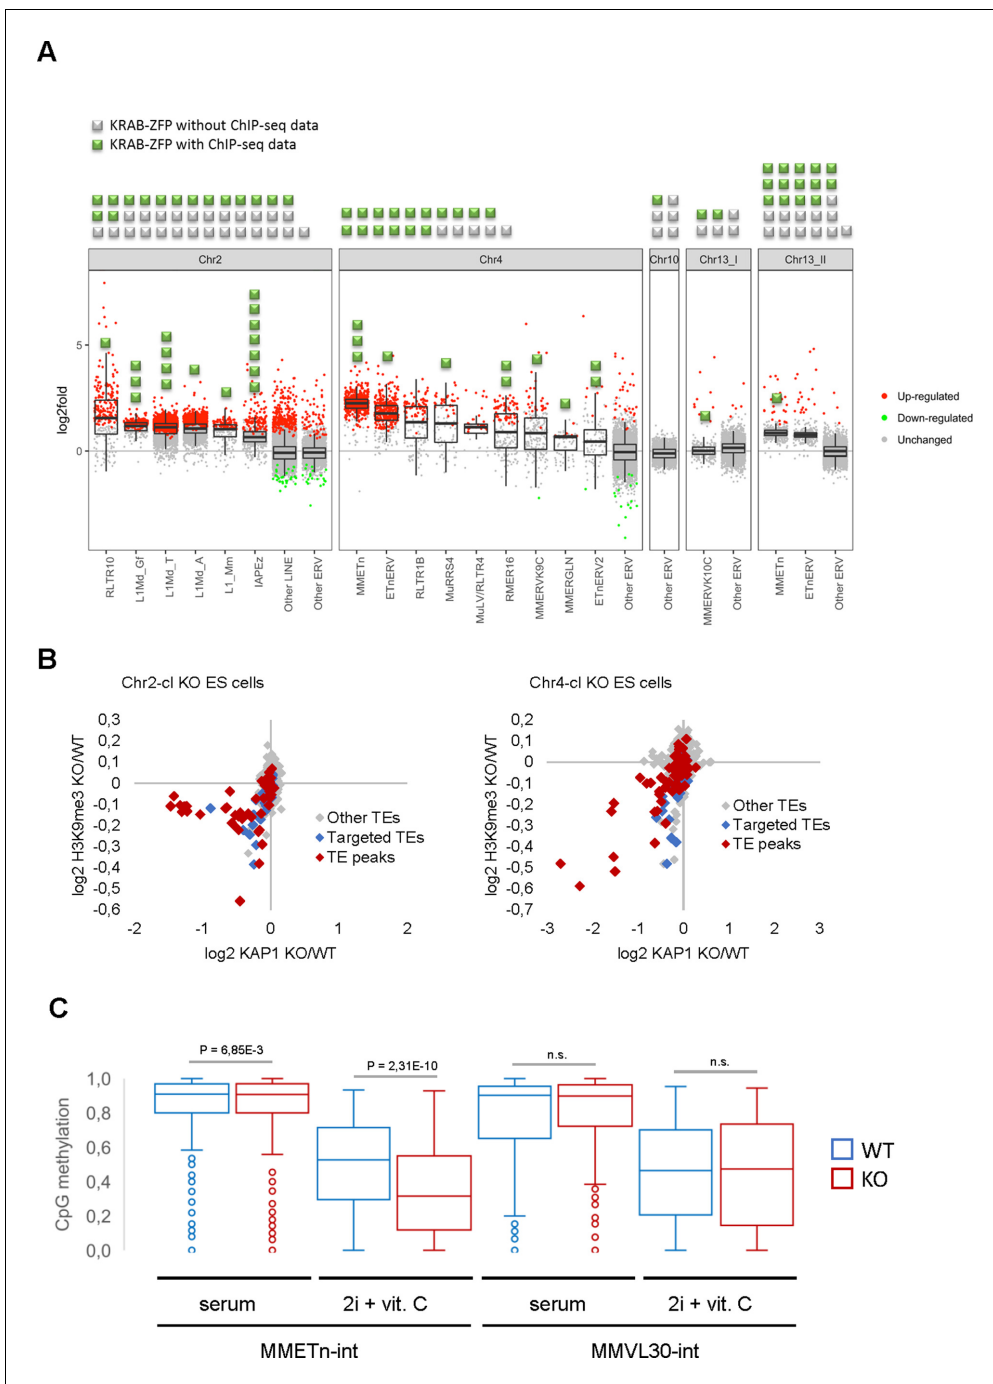 A
KRAB-ZFP without ChIP-seq data
KRAB-ZFP with ChIP-seq data
Chr2
Chr4
Chr10
Chr13_I
Chr13_II
log2fold
5
0
Up-regulated
Down-regulated
Unchanged
RLTR10
L1Md_Gf
L1Md_T
L1Md_A
L1_Mm
IAPEz
Other LINE
Other ERV
MMETn
ETnERV
RLTR1B
MuRRS4
MuLV/RLTR4
RMER16
MMERVK9C
MMERGLN
ETnERV2
Other ERV
Other ERV
MMERVK10C
Other ERV
MMETn
ETnERV
Other ERV
B
Chr2-cl KO ES cells
log2 H3K9me3 KO/WT
0,3
0,2
0,1
0
-0,1
-0,2
-0,3
-0,4
-0,5
-0,6
-2
-1
0
1
2
log2 KAP1 KO/WT
Other TEs
Targeted TEs
TE peaks
Chr4-cl KO ES cells
log2 H3K9me3 KO/WT
0,2
0,1
0
-0,1
-0,2
-0,3
-0,4
-0,5
-0,6
-0,7
-3
-2
-1
0
1
2
3
log2 KAP1 KO/WT
Other TEs
Targeted TEs
TE peaks
C
P = 6,85E-3
P = 2,31E-10
n.s.
n.s.
CpG methylation
1,0
0,8
0,6
0,4
0,2
0,0
WT
KO
serum
2i + vit. C
serum
2i + vit. C
MMETn-int
MMVL30-int